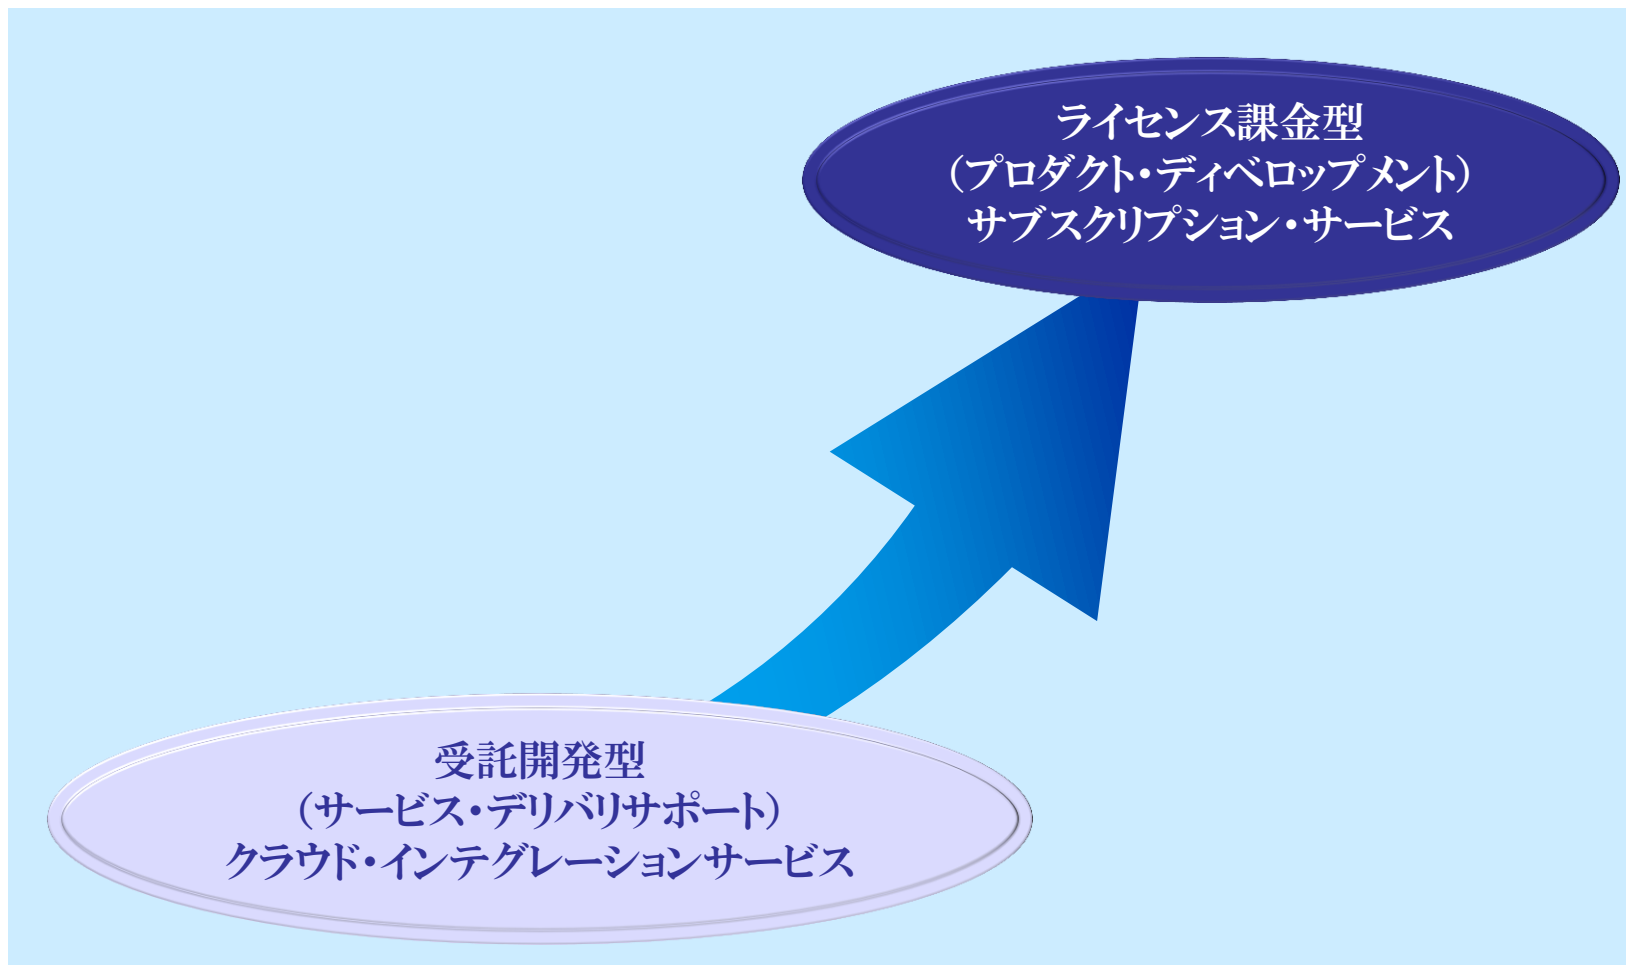 ライセンス課金型
（プロダクト・ディベロップメント）
サブスクリプション・サービス
受託開発型
（サービス・デリバリサポート）
クラウド・インテグレーションサービス